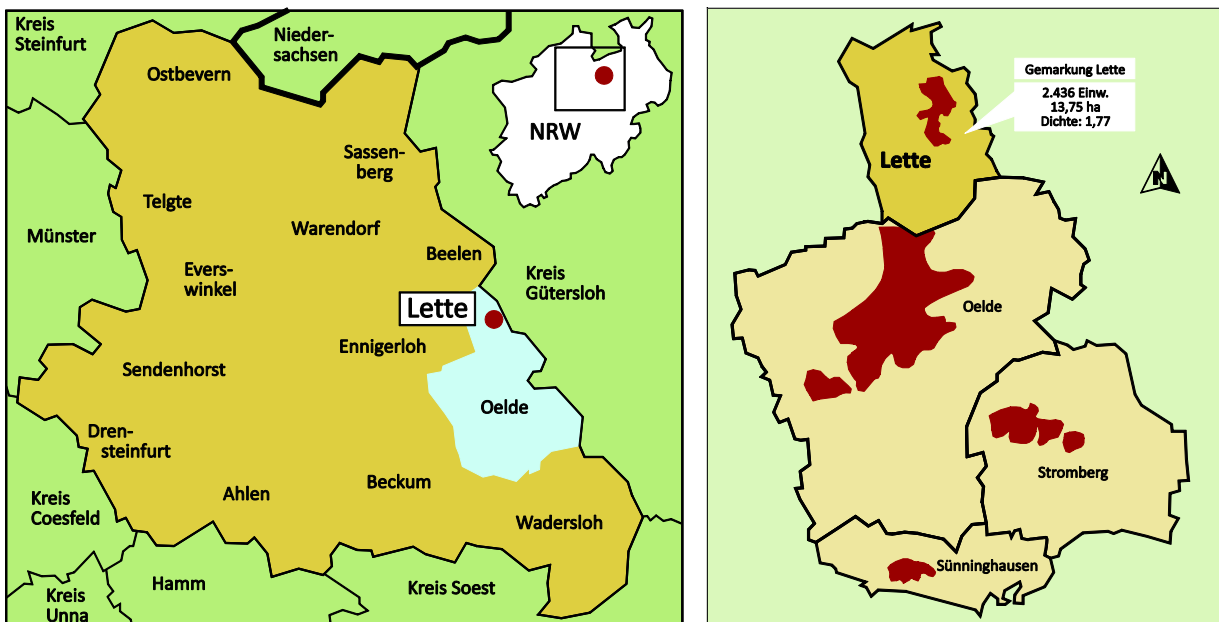 Kreis
Steinfurt
Nieder-
sachsen
Ostbevern
NRW
Sassen-
berg
Telgte
Warendorf
Münster
Beelen
Evers-
winkel
Kreis
Gütersloh
Lette
Ennigerloh
Sendenhorst
Oelde
Dren-
steinfurt
Beckum
Ahlen
Kreis
Coesfeld
Wadersloh
Hamm
Kreis Soest
Kreis
Unna
Gemarkung Lette
2.436 Einw.
13,75 ha
Dichte: 1,77
Lette
N
Oelde
Stromberg
Sünninghausen